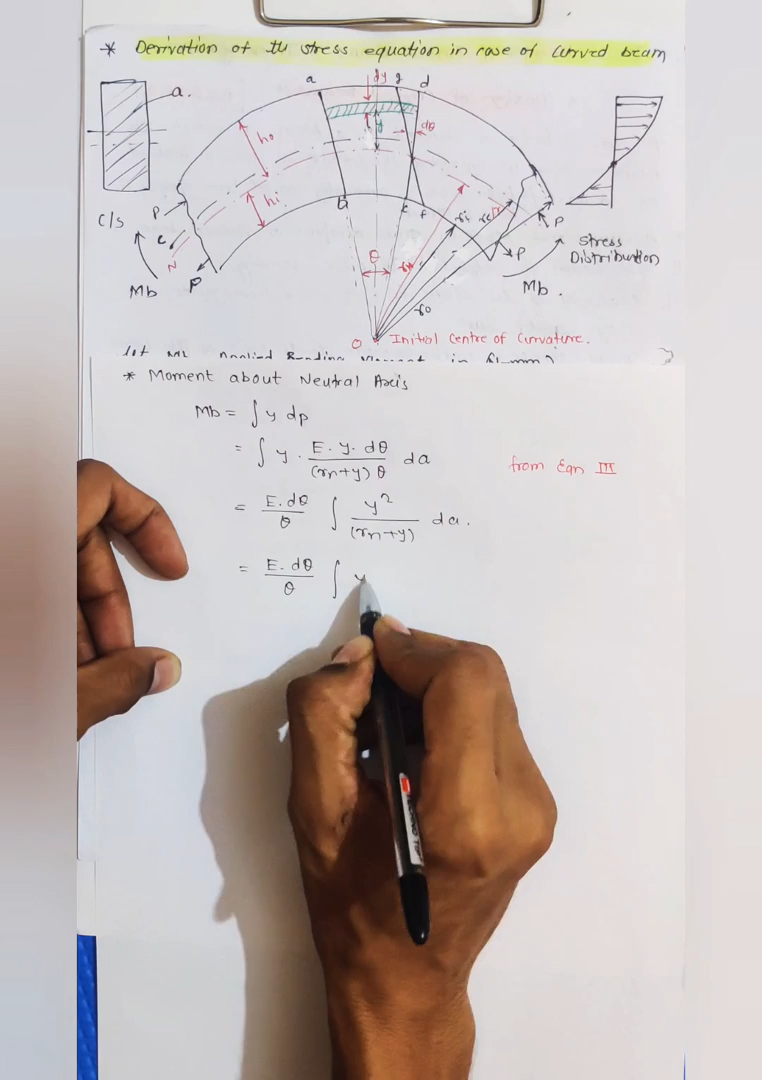 * Derivation of the stress equation in case of curved beam
a.
a
dy
g
d
y
dθ
ho
hi
b
c
f
C/s
P
C
N
Mb
P
θ
rn
ri
rc
ro
P
P
Mb.
Stress
Distribution
O Initial Centre of Curvature.
* Moment about Neutral Axis
Mb = ∫ y dp
= ∫ y · E. y. dθ / (rn+y) θ da
from Eqn III
= E. dθ / θ ∫ y² / (rn+y) da.
= E. dθ / θ ∫ y